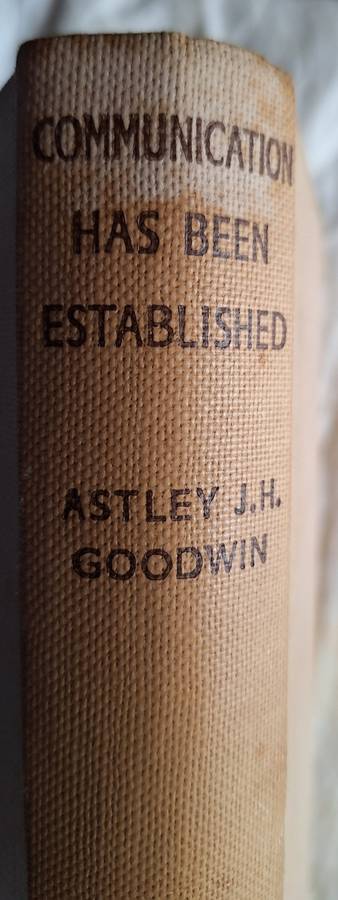 COMMUNICATION
HAS BEEN
ESTABLISHED
ASTLEY J.H.
GOODWIN